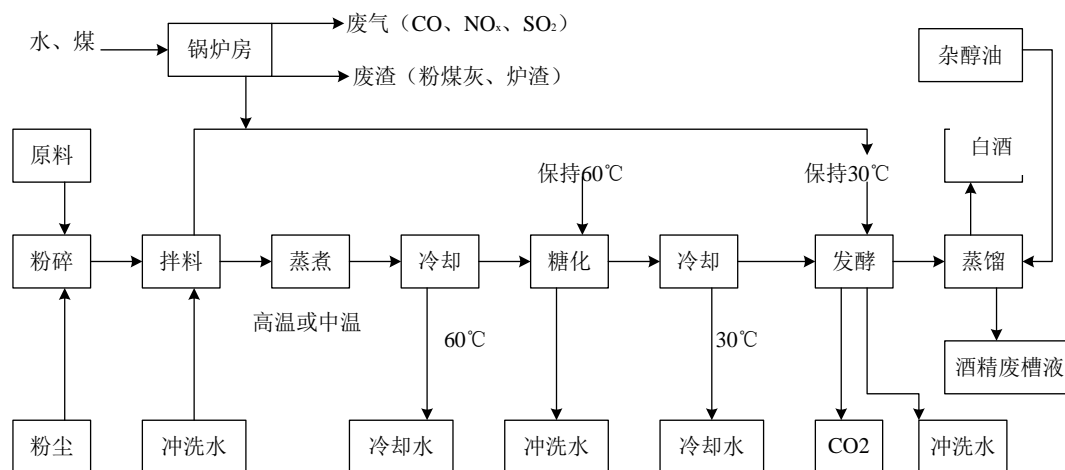 废气（CO、NOx、SO2）
水、煤
锅炉房
杂醇油
废渣（粉煤灰、炉渣）
原料
白酒
保持60℃
保持30℃
粉碎
拌料
蒸煮
冷却
糖化
冷却
发酵
蒸馏
高温或中温
60℃
30℃
酒精废槽液
粉尘
冲洗水
冷却水
冲洗水
冷却水
CO2
冲洗水